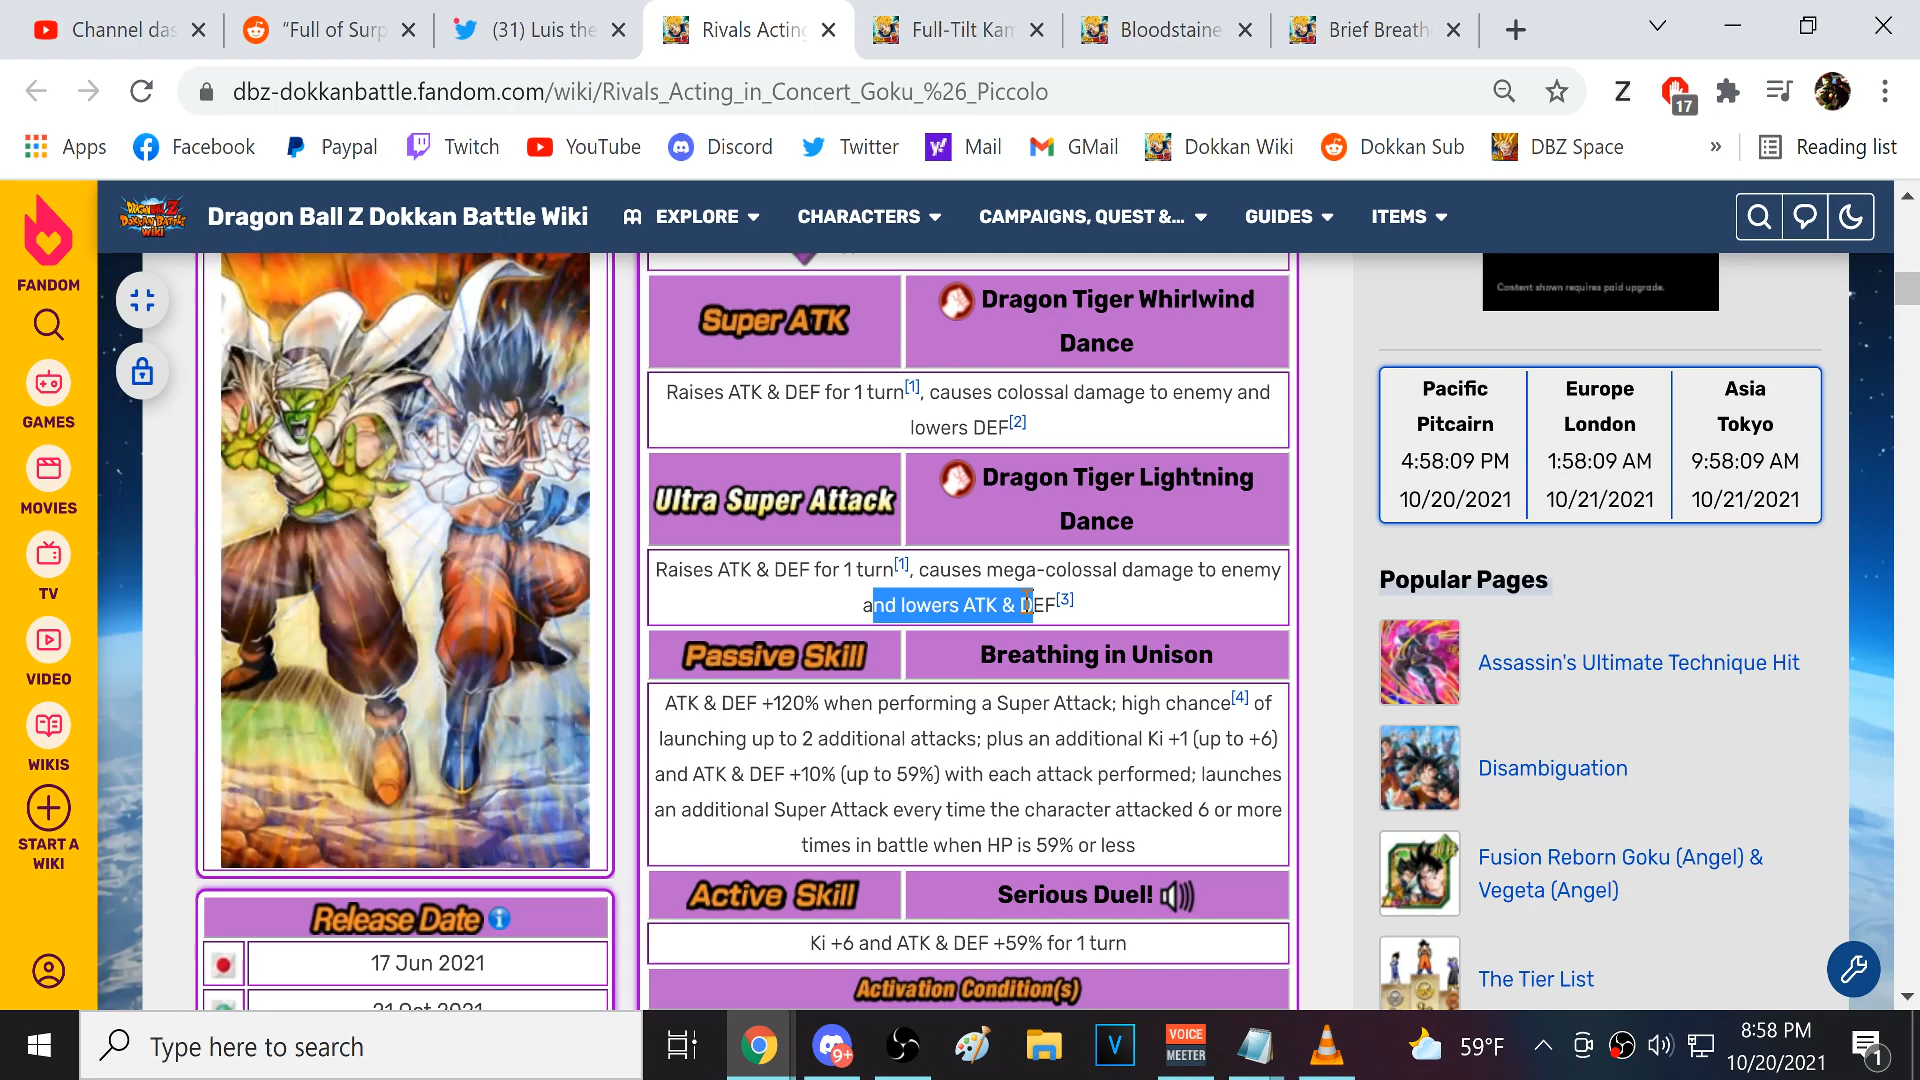 Channel das
"Full of Surp
(31) Luis the
Rivals Acting
Full-Tilt Kam
Bloodstaine
Brief Breath
dbz-dokkanbattle.fandom.com/wiki/Rivals_Acting_in_Concert_Goku_%26_Piccolo
Z
17
Apps
Facebook
Paypal
Twitch
YouTube
Discord
Twitter
Mail
GMail
Dokkan Wiki
Dokkan Sub
DBZ Space
»
Reading list
FANDOM
GAMES
MOVIES
TV
VIDEO
WIKIS
START A
WIKI
Dragon Ball Z Dokkan Battle Wiki
EXPLORE
CHARACTERS
CAMPAIGNS, QUEST &...
GUIDES
ITEMS
Super ATK
Dragon Tiger Whirlwind
Dance
Raises ATK & DEF for 1 turn[1], causes colossal damage to enemy and
lowers DEF[2]
Ultra Super Attack
Dragon Tiger Lightning
Dance
Raises ATK & DEF for 1 turn[1], causes mega-colossal damage to enemy
and lowers ATK & DEF[3]
Passive Skill
Breathing in Unison
ATK & DEF +120% when performing a Super Attack; high chance[4] of
launching up to 2 additional attacks; plus an additional Ki +1 (up to +6)
and ATK & DEF +10% (up to 59%) with each attack performed; launches
an additional Super Attack every time the character attacked 6 or more
times in battle when HP is 59% or less
Active Skill
Serious Duel!
Ki +6 and ATK & DEF +59% for 1 turn
Activation Condition(s)
Release Date
17 Jun 2021
21 Oct 2021
Content shown requires paid upgrade.
Pacific
Pitcairn
4:58:09 PM
10/20/2021
Europe
London
1:58:09 AM
10/21/2021
Asia
Tokyo
9:58:09 AM
10/21/2021
Popular Pages
Assassin's Ultimate Technique Hit
Disambiguation
Fusion Reborn Goku (Angel) &
Vegeta (Angel)
The Tier List
Type here to search
9+
V
VOICE
MEETER
59°F
8:58 PM
10/20/2021
1